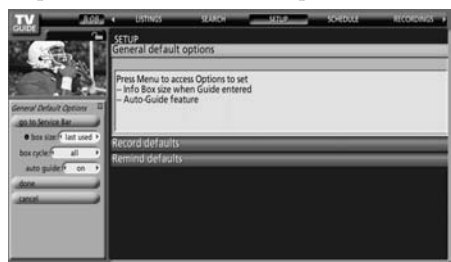 TV
GUIDE
8:08
LISTINGS
SEARCH
SETUP
SCHEDULE
RECORDINGS
SETUP
General default options
Press Menu to access Options to set
– Info Box size when Guide entered
– Auto-Guide feature
Record defaults
Remind defaults
General Default Options
go to Service Bar
box size: last used
box cycle: all
auto guide: on
done
cancel